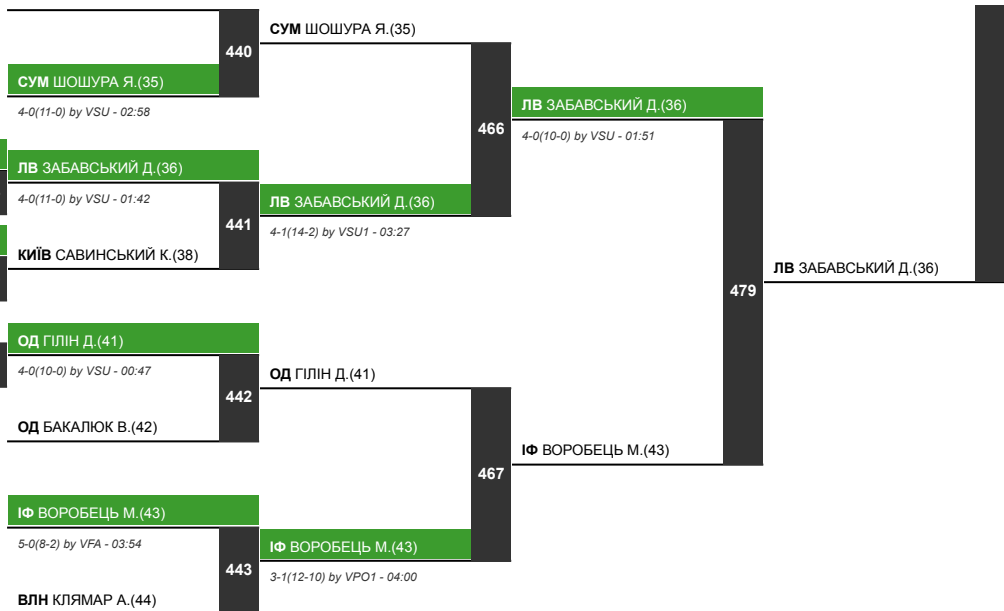 440
СУМ ШОШУРА Я.(35)
4-0(11-0) by VSU - 02:58
ЛВ ЗАБАВСЬКИЙ Д.(36)
4-0(11-0) by VSU - 01:42
441
КИЇВ САВИНСЬКИЙ К.(38)
ОД ГІЛІН Д.(41)
4-0(10-0) by VSU - 00:47
442
ОД БАКАЛЮК В.(42)
ІФ ВОРОБЕЦЬ М.(43)
5-0(8-2) by VFA - 03:54
443
ВЛН КЛЯМАР А.(44)
СУМ ШОШУРА Я.(35)
466
ЛВ ЗАБАВСЬКИЙ Д.(36)
4-1(14-2) by VSU1 - 03:27
ОД ГІЛІН Д.(41)
467
ІФ ВОРОБЕЦЬ М.(43)
3-1(12-10) by VPO1 - 04:00
ЛВ ЗАБАВСЬКИЙ Д.(36)
4-0(10-0) by VSU - 01:51
479
ІФ ВОРОБЕЦЬ М.(43)
ЛВ ЗАБАВСЬКИЙ Д.(36)